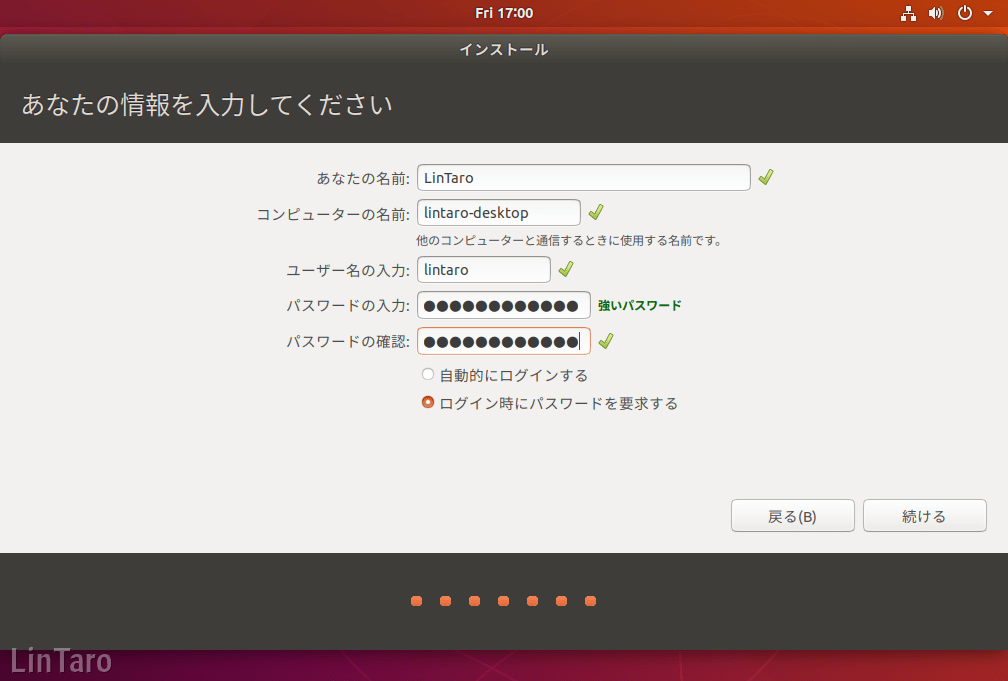 Fri 17:00
インストール
あなたの情報を入力してください
あなたの名前: LinTaro
コンピューターの名前: lintaro-desktop
他のコンピューターと通信するときに使用する名前です。
ユーザー名の入力: lintaro
パスワードの入力: ●●●●●●●●●●●● 強いパスワード
パスワードの確認: ●●●●●●●●●●●●
自動的にログインする
ログイン時にパスワードを要求する
戻る(B) 続ける
LinTaro